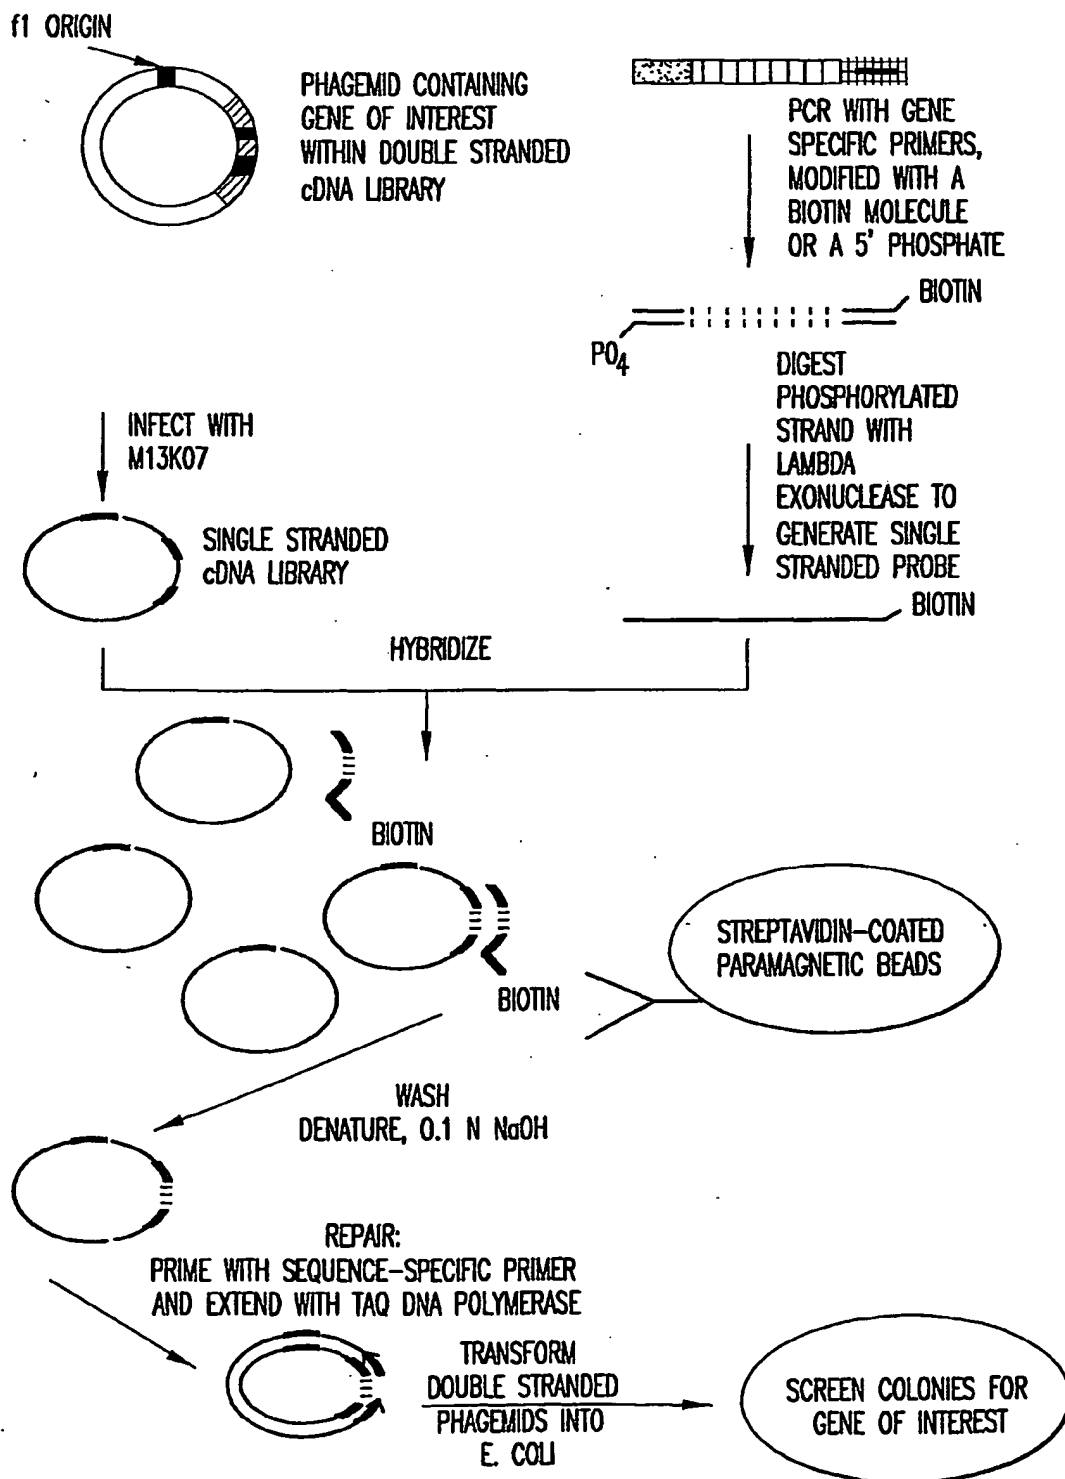 f1 ORIGIN
PHAGEMID CONTAINING
GENE OF INTEREST
WITHIN DOUBLE STRANDED
cDNA LIBRARY
PCR WITH GENE
SPECIFIC PRIMERS,
MODIFIED WITH A
BIOTIN MOLECULE
OR A 5' PHOSPHATE
BIOTIN
PO4
DIGEST
PHOSPHORYLATED
STRAND WITH
LAMBDA
EXONUCLEASE TO
GENERATE SINGLE
STRANDED PROBE
INFECT WITH
M13K07
SINGLE STRANDED
cDNA LIBRARY
BIOTIN
HYBRIDIZE
BIOTIN
STREPTAVIDIN-COATED
PARAMAGNETIC BEADS
BIOTIN
WASH
DENATURE, 0.1 N NaOH
REPAIR:
PRIME WITH SEQUENCE-SPECIFIC PRIMER
AND EXTEND WITH TAQ DNA POLYMERASE
TRANSFORM
DOUBLE STRANDED
PHAGEMIDS INTO
E. COLI
SCREEN COLONIES FOR
GENE OF INTEREST